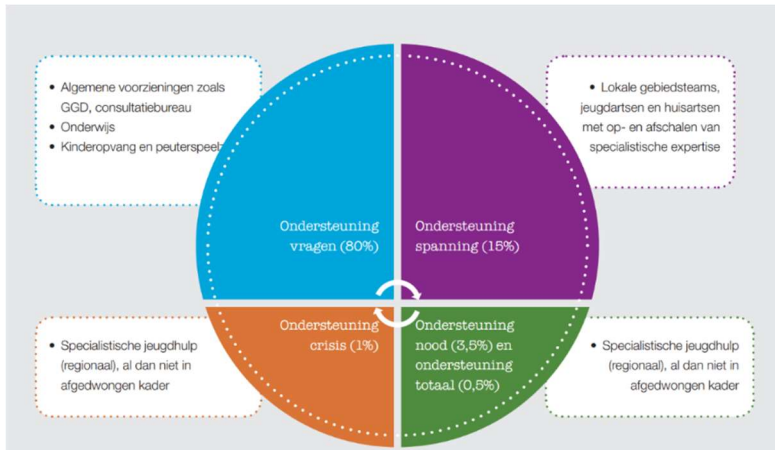 • Algemene voorzieningen zoals
GGD, consultatiebureau
• Onderwijs
• Kinderopvang en peuterspeelz
• Lokale gebiedsteams,
jeugdartsen en huisartsen
met op- en afschalen van
specialistische expertise
Ondersteuning
vragen (80%)
Ondersteuning
spanning (15%)
Ondersteuning
crisis (1%)
Ondersteuning
nood (3,5%) en
ondersteuning
totaal (0,5%)
• Specialistische jeugdhulp
(regionaal), al dan niet in
afgedwongen kader
• Specialistische jeugdhulp
(regionaal), al dan niet in
afgedwongen kader